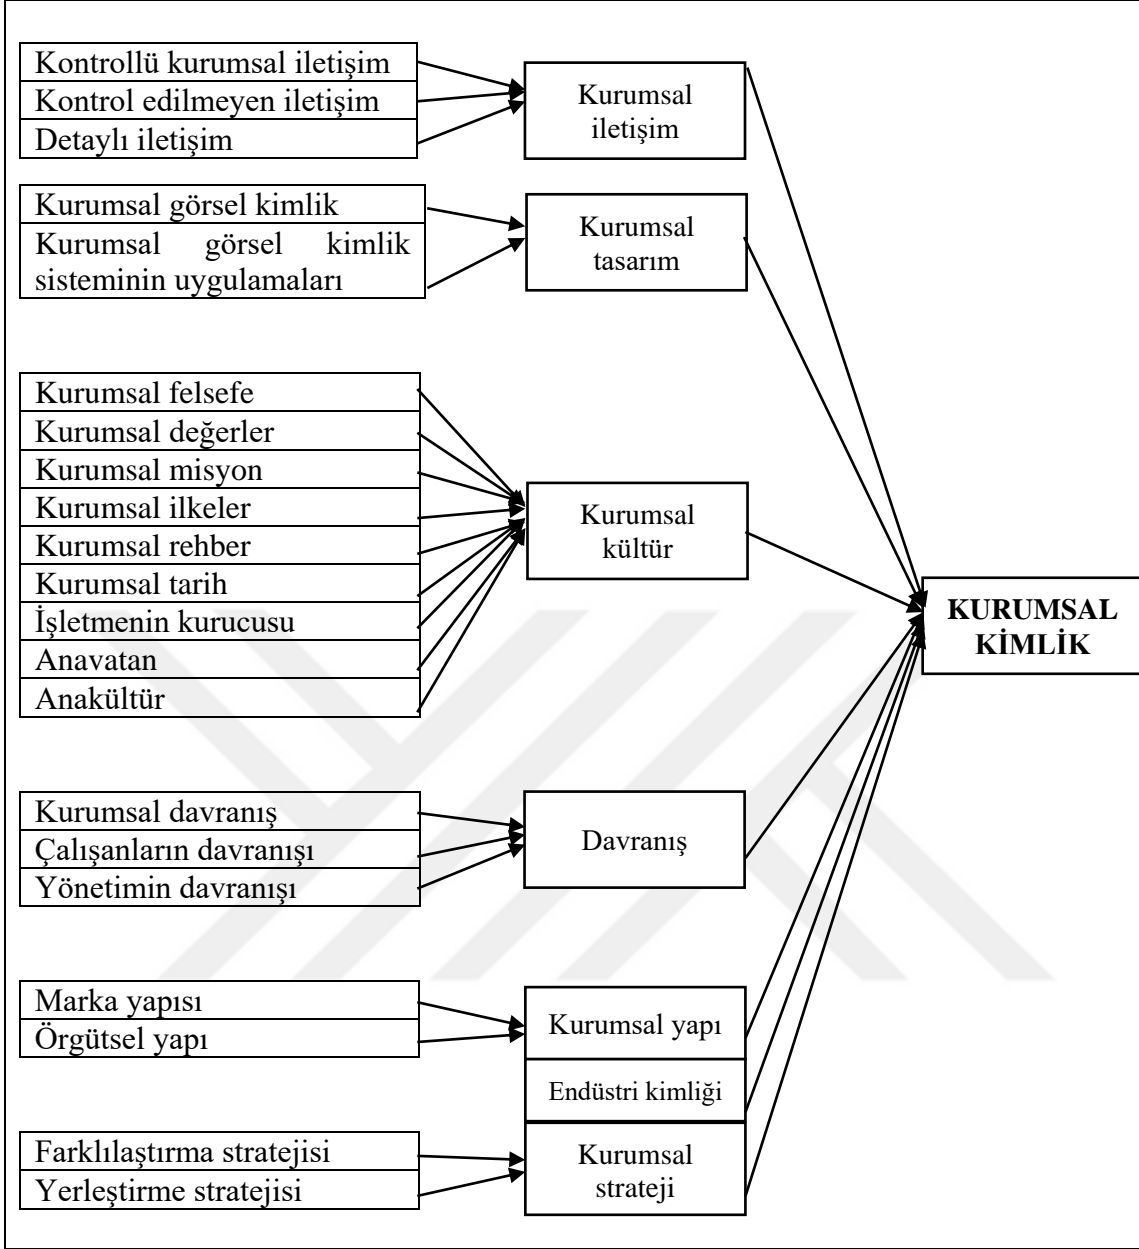 Kontrollü kurumsal iletişim
Kontrol edilmeyen iletişim
Detaylı iletişim
Kurumsal
iletişim
Kurumsal görsel kimlik
Kurumsal görsel kimlik
sisteminin uygulamaları
Kurumsal
tasarım
Kurumsal felsefe
Kurumsal değerler
Kurumsal misyon
Kurumsal ilkeler
Kurumsal rehber
Kurumsal tarih
İşletmenin kurucusu
Anavatan
Anakültür
Kurumsal
kültür
KURUMSAL
KİMLİK
Kurumsal davranış
Çalışanların davranışı
Yönetimin davranışı
Davranış
Marka yapısı
Örgütsel yapı
Kurumsal yapı
Endüstri kimliği
Farklılaştırma stratejisi
Yerleştirme stratejisi
Kurumsal
strateji